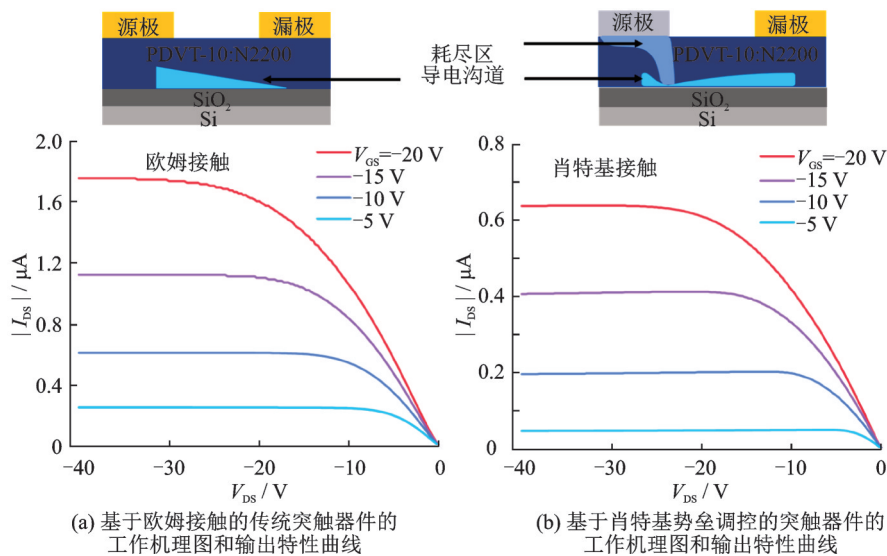 源极
漏极
PDVT-10:N2200
SiO₂
Si
耗尽区
导电沟道
源极
漏极
PDVT-10:N2200
SiO₂
Si
欧姆接触
V_GS=−20 V
−15 V
−10 V
−5 V
2.0
1.6
1.2
0.8
0.4
0
|I_DS| / μA
−40
−30
−20
−10
0
V_DS / V
(a) 基于欧姆接触的传统突触器件的
工作机理图和输出特性曲线
肖特基接触
V_GS=−20 V
−15 V
−10 V
−5 V
0.8
0.6
0.4
0.2
0
|I_DS| / μA
−40
−30
−20
−10
0
V_DS / V
(b) 基于肖特基势垒调控的突触器件的
工作机理图和输出特性曲线